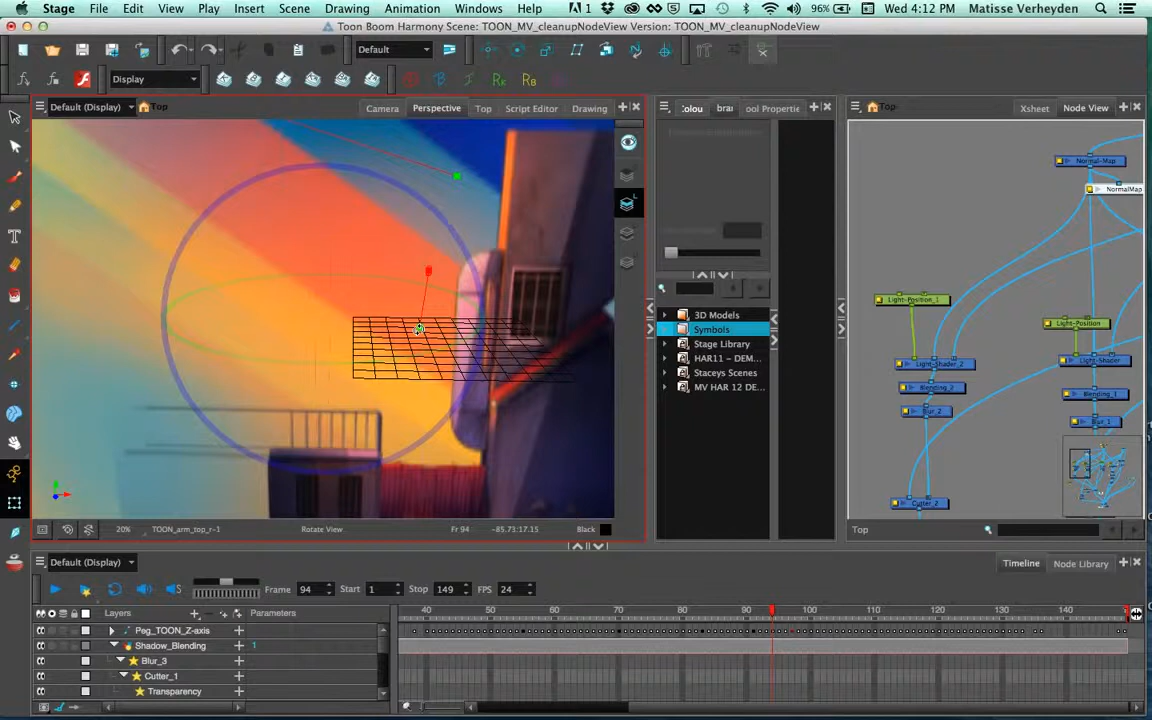 Stage File Edit View Play Insert Scene Drawing Animation Windows Help 1 5 96% Wed 4:12 PM Matisse Verheyden
Toon Boom Harmony Scene: TOON_MV_cleanupNodeView Version: TOON_MV_cleanupNodeView
Default
Display
Default (Display) Top Camera Perspective Top Script Editor Drawing
:olou brai ool Propertie
Top Xsheet Node View
Normal-Map
NormalMap
Light-Position_1
Light-Position
Light-Shader_2
Light-Shader
Blending_2
Blending_1
Blur_2
Blur_1
Cutter_2
3D Models
Symbols
Stage Library
HAR11 - DEM...
Staceys Scenes
MV HAR 12 DE...
20% TOON_arm_top_r-1 Rotate View Fr 94 -85.73:17.15 Black
Top
Default (Display) Timeline Node Library
Frame 94 Start 1 Stop 149 FPS 24
Layers Parameters 40 50 60 70 80 90 100 110 120 130 140
Peg_TOON_Z-axis
Shadow_Blending 1
Blur_3
Cutter_1
Transparency